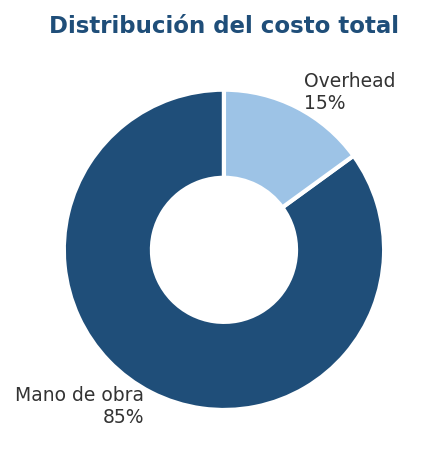 Distribución del costo total
Overhead
15%
Mano de obra
85%